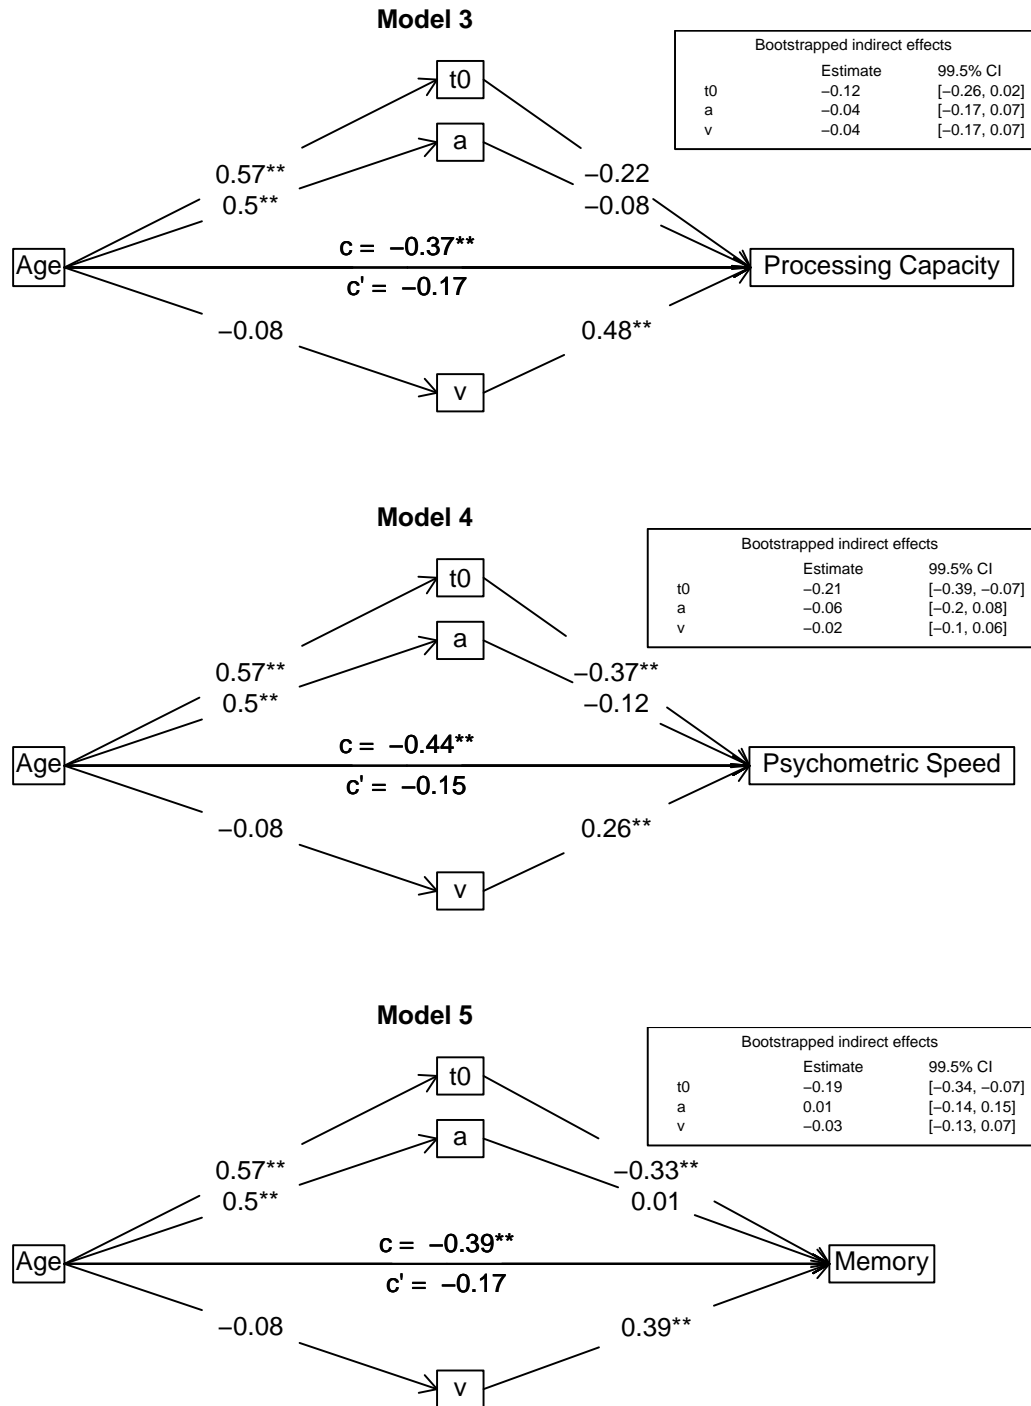 Model 3
Bootstrapped indirect effects
Estimate 99.5% CI
t0 −0.12 [−0.26, 0.02]
a −0.04 [−0.17, 0.07]
v −0.04 [−0.17, 0.07]
t0
a
0.57** −0.22
0.5** −0.08
c = −0.37**
Age Processing Capacity
c' = −0.17
−0.08 0.48**
v
Model 4
Bootstrapped indirect effects
Estimate 99.5% CI
t0 −0.21 [−0.39, −0.07]
a −0.06 [−0.2, 0.08]
v −0.02 [−0.1, 0.06]
t0
a
0.57** −0.37**
0.5** −0.12
c = −0.44**
Age Psychometric Speed
c' = −0.15
−0.08 0.26**
v
Model 5
Bootstrapped indirect effects
Estimate 99.5% CI
t0 −0.19 [−0.34, −0.07]
a 0.01 [−0.14, 0.15]
v −0.03 [−0.13, 0.07]
t0
a
0.57** −0.33**
0.5** 0.01
c = −0.39**
Age Memory
c' = −0.17
−0.08 0.39**
v